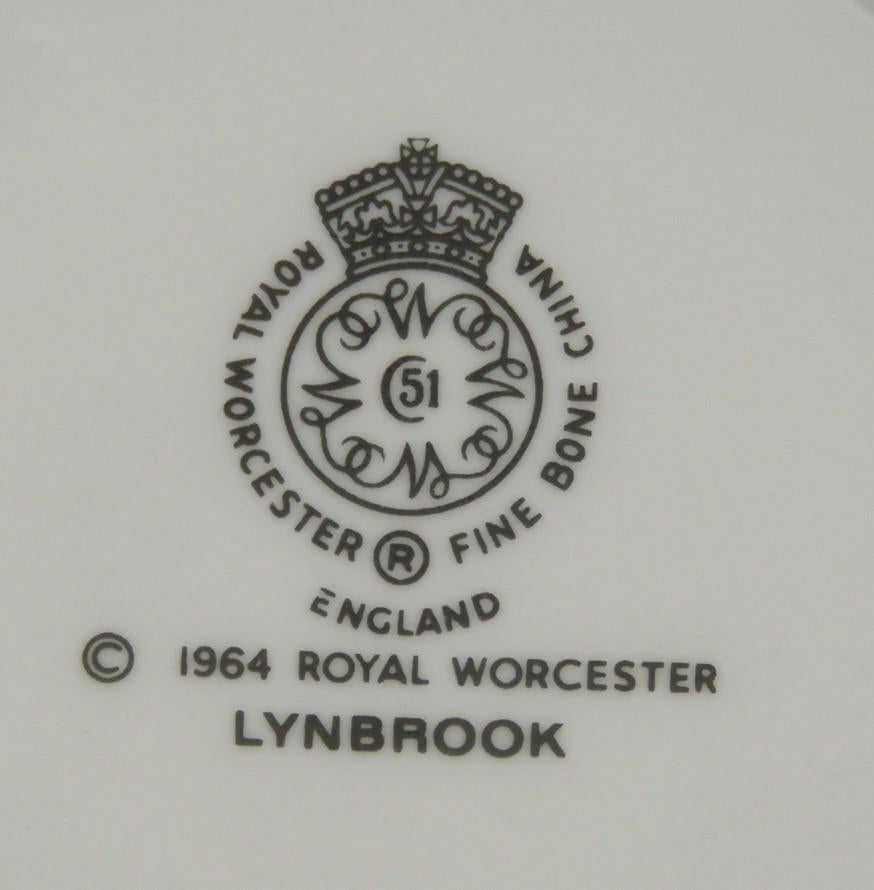 ROYAL WORCESTER ® FINE BONE CHINA
51
ENGLAND
© 1964 ROYAL WORCESTER
LYNBROOK